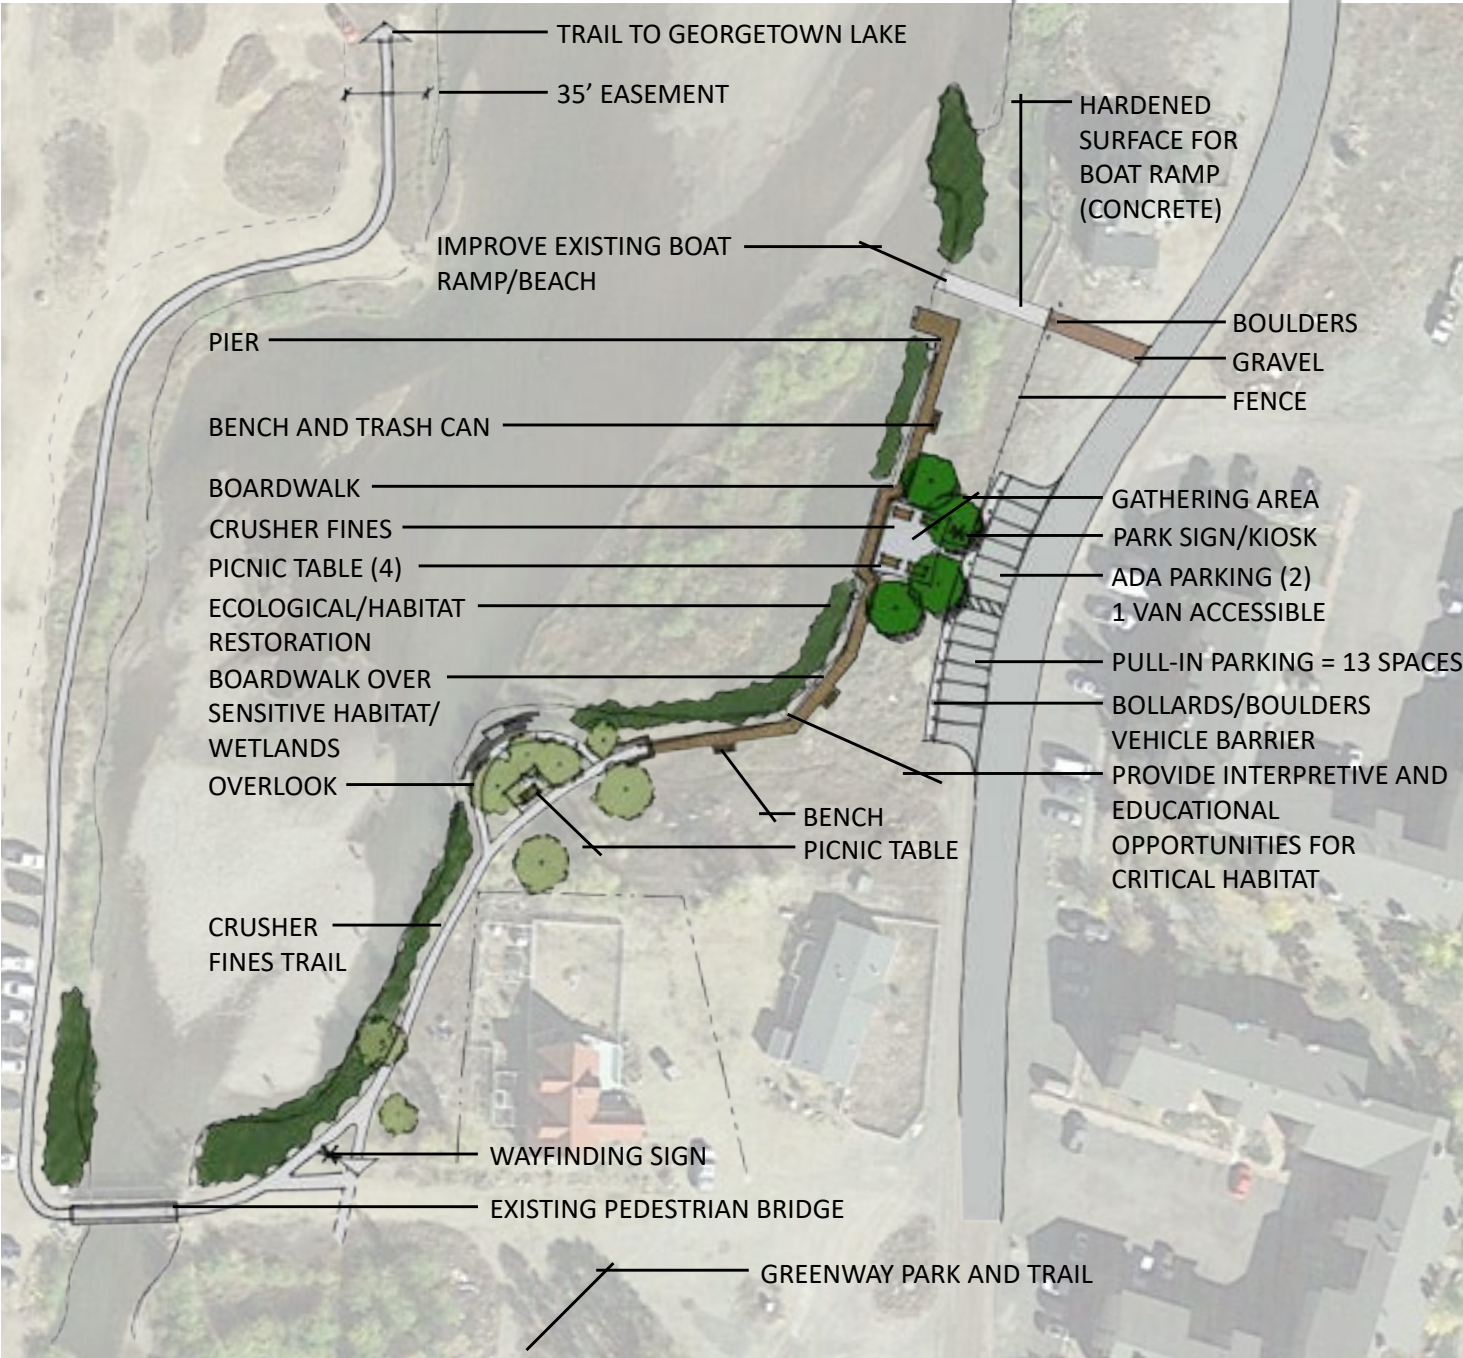 TRAIL TO GEORGETOWN LAKE
35’ EASEMENT
HARDENED
SURFACE FOR
BOAT RAMP
(CONCRETE)
IMPROVE EXISTING BOAT
RAMP/BEACH
PIER
BOULDERS
GRAVEL
FENCE
BENCH AND TRASH CAN
BOARDWALK
CRUSHER FINES
PICNIC TABLE (4)
ECOLOGICAL/HABITAT
RESTORATION
BOARDWALK OVER
SENSITIVE HABITAT/
WETLANDS
OVERLOOK
GATHERING AREA
PARK SIGN/KIOSK
ADA PARKING (2)
1 VAN ACCESSIBLE
PULL-IN PARKING = 13 SPACES
BOLLARDS/BOULDERS
VEHICLE BARRIER
PROVIDE INTERPRETIVE AND
EDUCATIONAL
OPPORTUNITIES FOR
CRITICAL HABITAT
BENCH
PICNIC TABLE
CRUSHER
FINES TRAIL
WAYFINDING SIGN
EXISTING PEDESTRIAN BRIDGE
GREENWAY PARK AND TRAIL